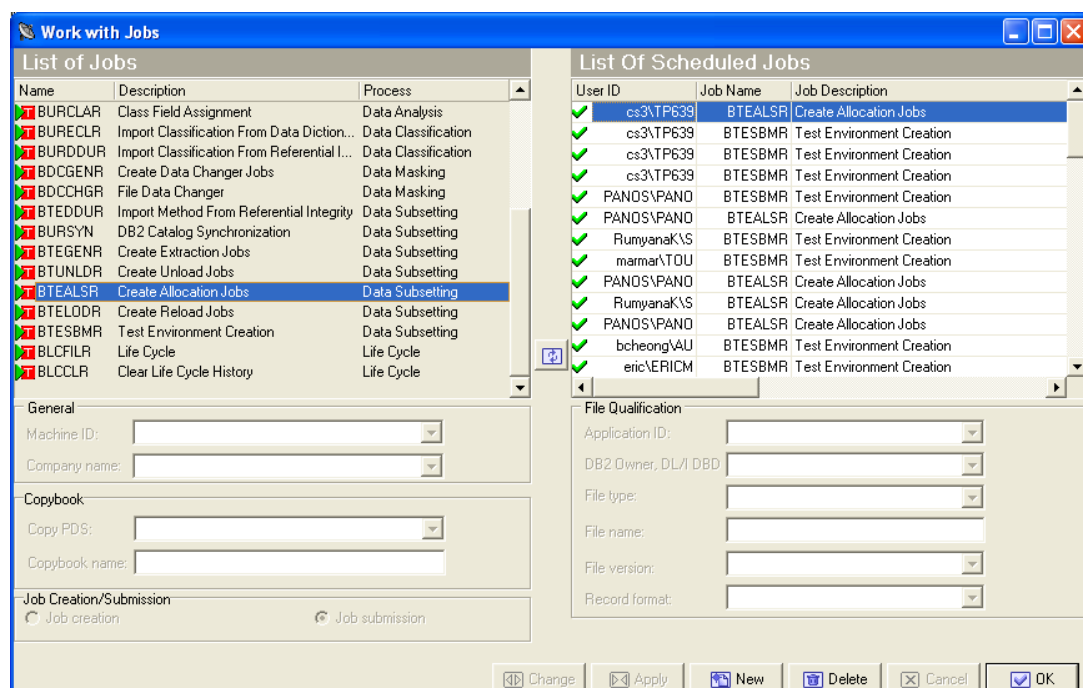 Work with Jobs
List of Jobs
Name Description Process
BURCLAR Class Field Assignment Data Analysis
BURECLR Import Classification From Data Diction... Data Classification
BURDDUR Import Classification From Referential I... Data Classification
BDCGENR Create Data Changer Jobs Data Masking
BDCCHGR File Data Changer Data Masking
BTEDDUR Import Method From Referential Integrity Data Subsetting
BURSYN DB2 Catalog Synchronization Data Subsetting
BTEGENR Create Extraction Jobs Data Subsetting
BTUNLDR Create Unload Jobs Data Subsetting
BTEALSR Create Allocation Jobs Data Subsetting
BTELODR Create Reload Jobs Data Subsetting
BTESBMR Test Environment Creation Data Subsetting
BLCFILR Life Cycle Life Cycle
BLCCLR Clear Life Cycle History Life Cycle
List Of Scheduled Jobs
User ID Job Name Job Description
cs3\TP639 BTEALSR Create Allocation Jobs
cs3\TP639 BTESBMR Test Environment Creation
cs3\TP639 BTESBMR Test Environment Creation
cs3\TP639 BTESBMR Test Environment Creation
PANOS\PANO BTESBMR Test Environment Creation
PANOS\PANO BTEALSR Create Allocation Jobs
RumyanaK\S BTESBMR Test Environment Creation
marmar\TOU BTESBMR Test Environment Creation
PANOS\PANO BTEALSR Create Allocation Jobs
RumyanaK\S BTEALSR Create Allocation Jobs
PANOS\PANO BTEALSR Create Allocation Jobs
bcheong\AU BTESBMR Test Environment Creation
eric\ERICM BTESBMR Test Environment Creation
General
Machine ID:
Company name:
Copybook
Copy PDS:
Copybook name:
Job Creation/Submission
Job creation Job submission
File Qualification
Application ID:
DB2 Owner, DL/I DBD
File type:
File name:
File version:
Record format:
Change Apply New Delete Cancel OK